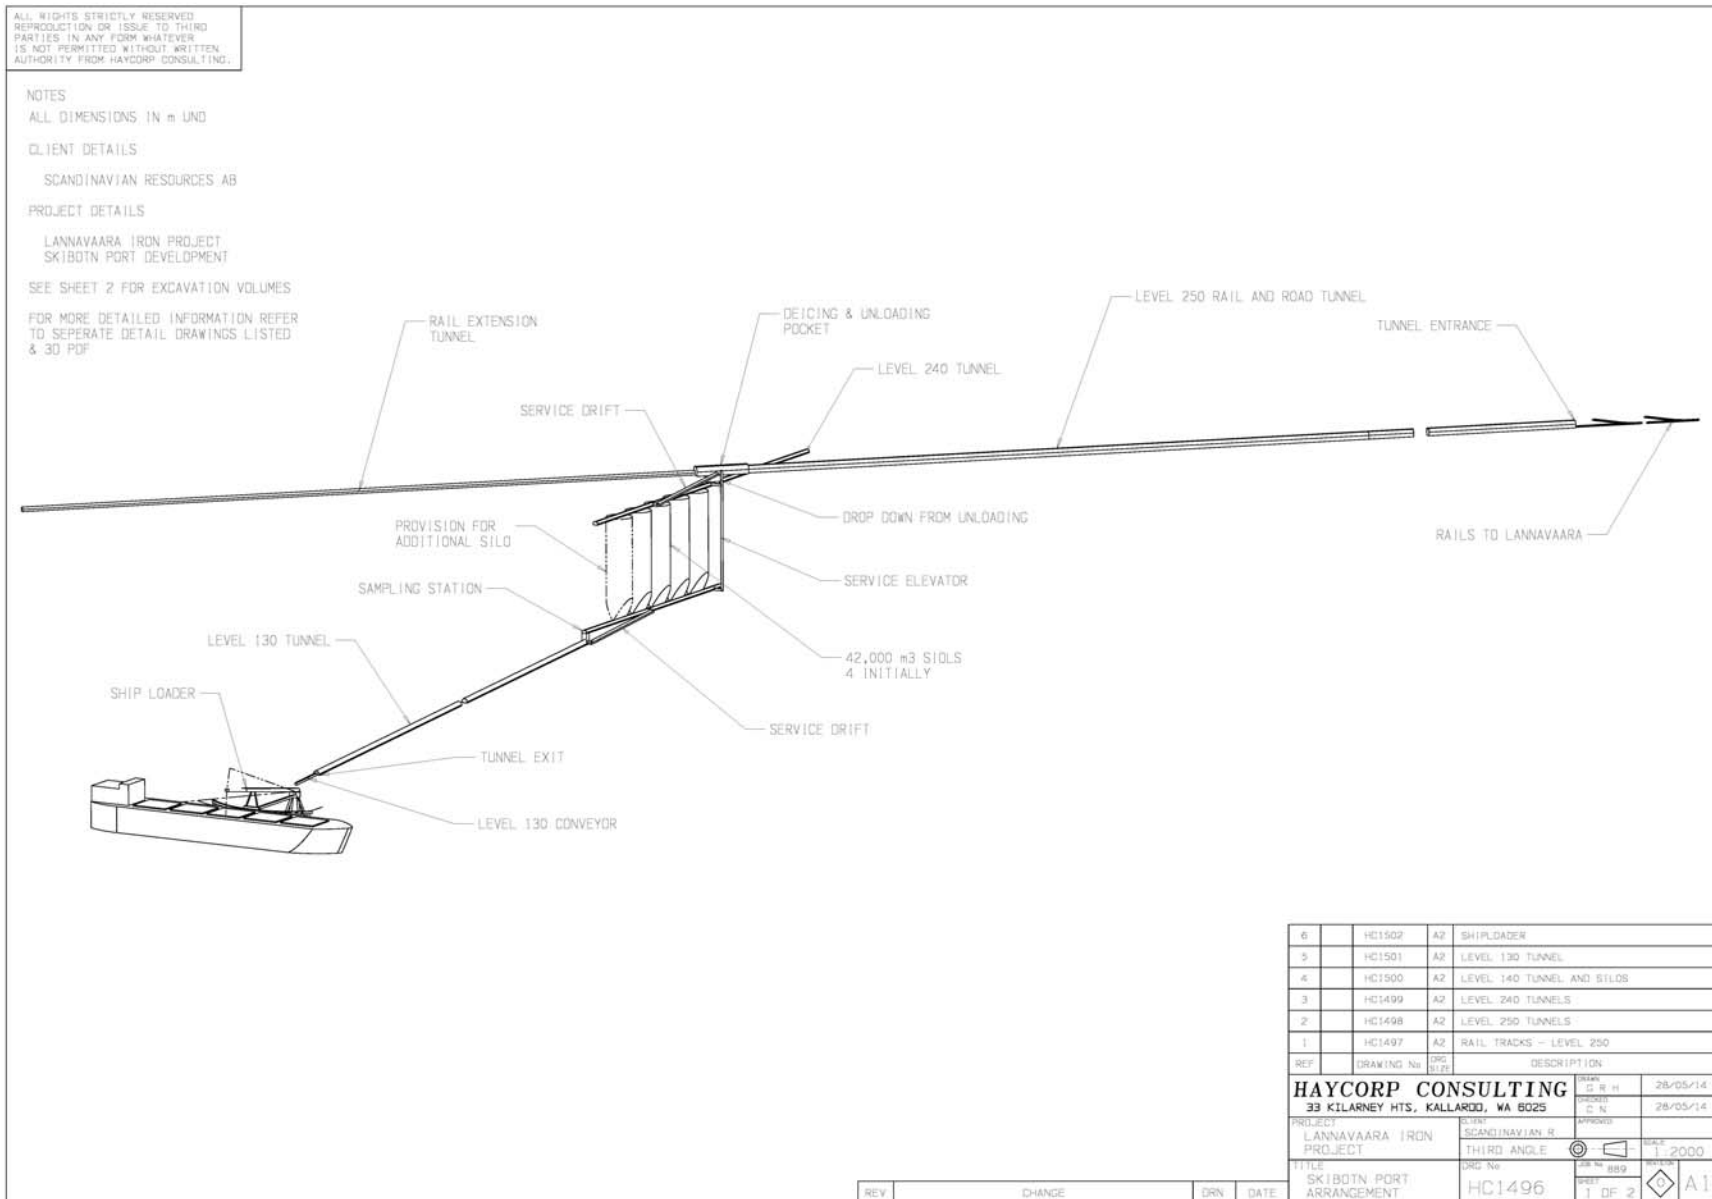 ALL RIGHTS STRICTLY RESERVED
REPRODUCTION OR ISSUE TO THIRD
PARTIES IN ANY FORM WHATEVER
IS NOT PERMITTED WITHOUT WRITTEN
AUTHORITY FROM HAYCORP CONSULTING.
NOTES
ALL DIMENSIONS IN m UNO
CLIENT DETAILS
SCANDINAVIAN RESOURCES AB
PROJECT DETAILS
LANNAVAARA IRON PROJECT
SKIBOTN PORT DEVELOPMENT
SEE SHEET 2 FOR EXCAVATION VOLUMES
FOR MORE DETAILED INFORMATION REFER
TO SEPERATE DETAIL DRAWINGS LISTED
& 3D PDF
RAIL EXTENSION
TUNNEL
DEICING & UNLOADING
POCKET
LEVEL 250 RAIL AND ROAD TUNNEL
TUNNEL ENTRANCE
LEVEL 240 TUNNEL
SERVICE DRIFT
PROVISION FOR
ADDITIONAL SILO
DROP DOWN FROM UNLOADING
RAILS TO LANNAVAARA
SERVICE ELEVATOR
SAMPLING STATION
LEVEL 130 TUNNEL
42,000 m3 SIOLS
4 INITIALLY
SHIP LOADER
SERVICE DRIFT
TUNNEL EXIT
LEVEL 130 CONVEYOR
6 HC1502 A2 SHIPLOADER
5 HC1501 A2 LEVEL 130 TUNNEL
4 HC1500 A2 LEVEL 140 TUNNEL AND SILOS
3 HC1499 A2 LEVEL 240 TUNNELS
2 HC1498 A2 LEVEL 250 TUNNELS
1 HC1497 A2 RAIL TRACKS - LEVEL 250
REF DRAWING No DRG SIZE DESCRIPTION
HAYCORP CONSULTING
33 KILARNEY HTS, KALLAROO, WA 6025
DRAWN G R H 28/05/14
CHECKED C N 28/05/14
PROJECT
LANNAVAARA IRON
PROJECT
CLIENT
SCANDINAVIAN R
APPROVED
THIRD ANGLE
SCALE
1:2000
TITLE
SKIBOTN PORT
ARRANGEMENT
DRG No
HC1496
JOB No 889
SHEET
1 OF 2
REVISION
0
A1
REV CHANGE DRN DATE